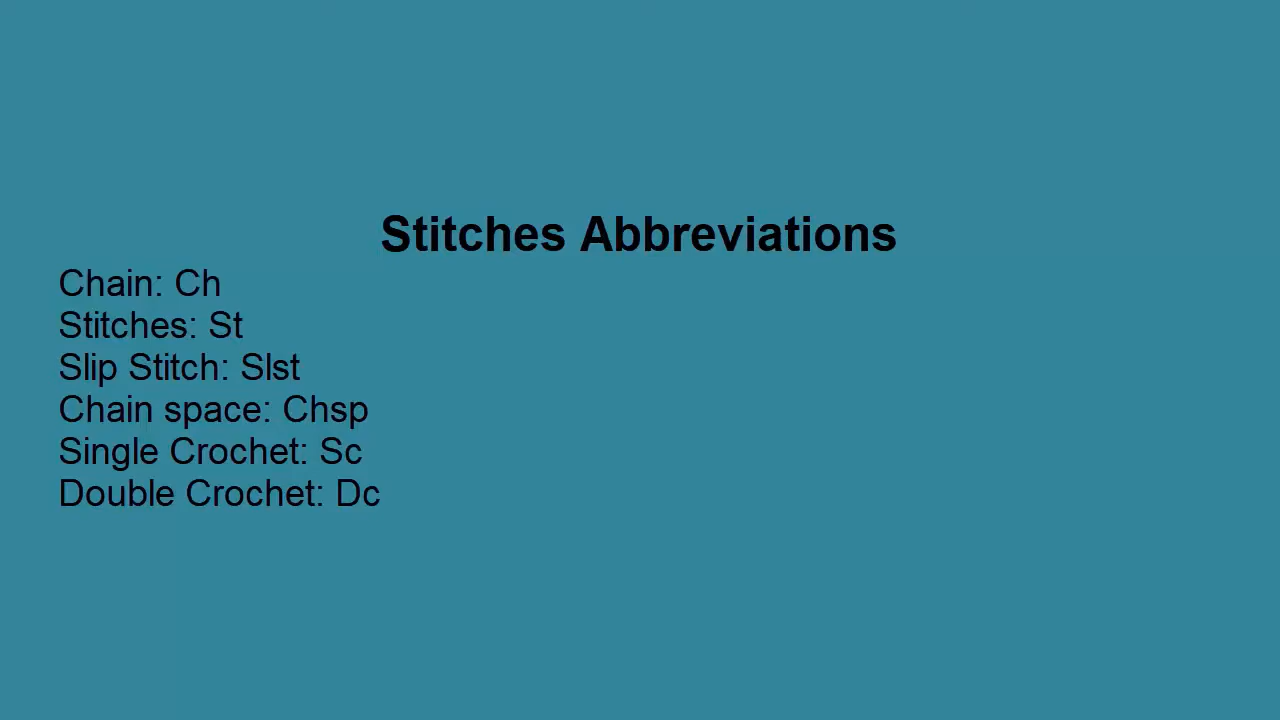 Stitches Abbreviations
Chain: Ch
Stitches: St
Slip Stitch: Slst
Chain space: Chsp
Single Crochet: Sc
Double Crochet: Dc